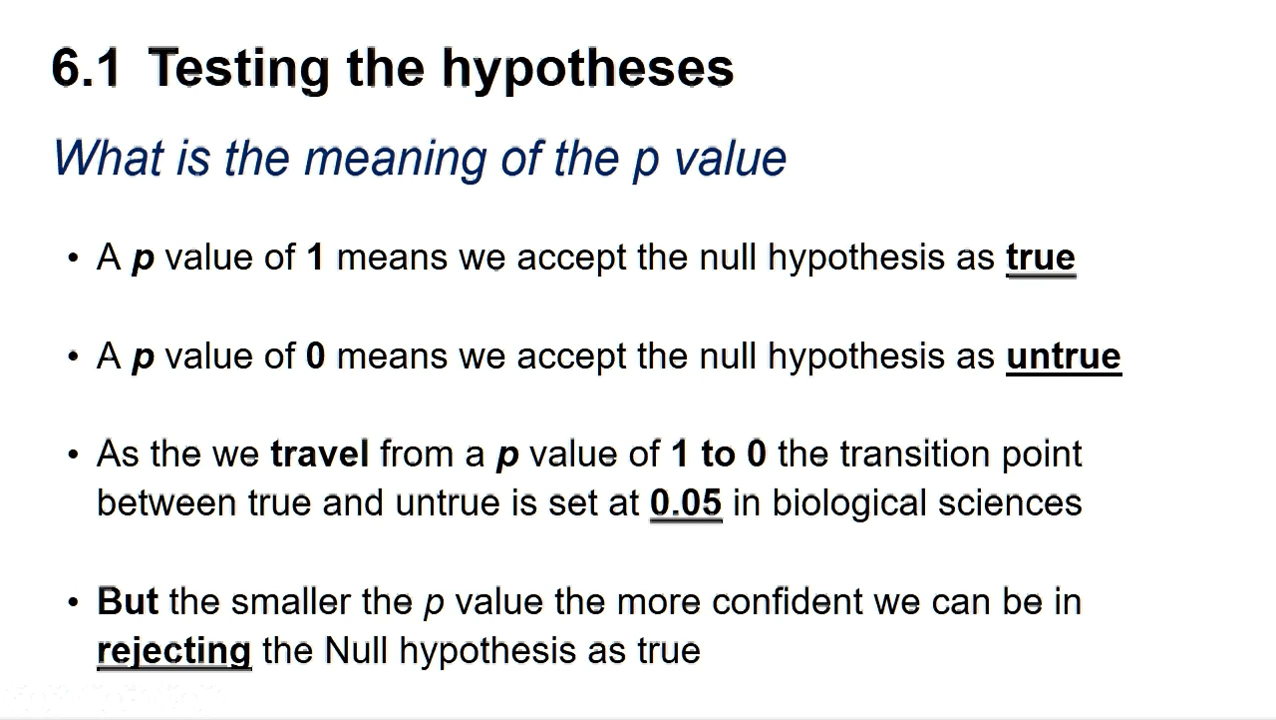 6.1 Testing the hypotheses
What is the meaning of the p value
• A p value of 1 means we accept the null hypothesis as true
• A p value of 0 means we accept the null hypothesis as untrue
• As the we travel from a p value of 1 to 0 the transition point
between true and untrue is set at 0.05 in biological sciences
• But the smaller the p value the more confident we can be in
rejecting the Null hypothesis as true